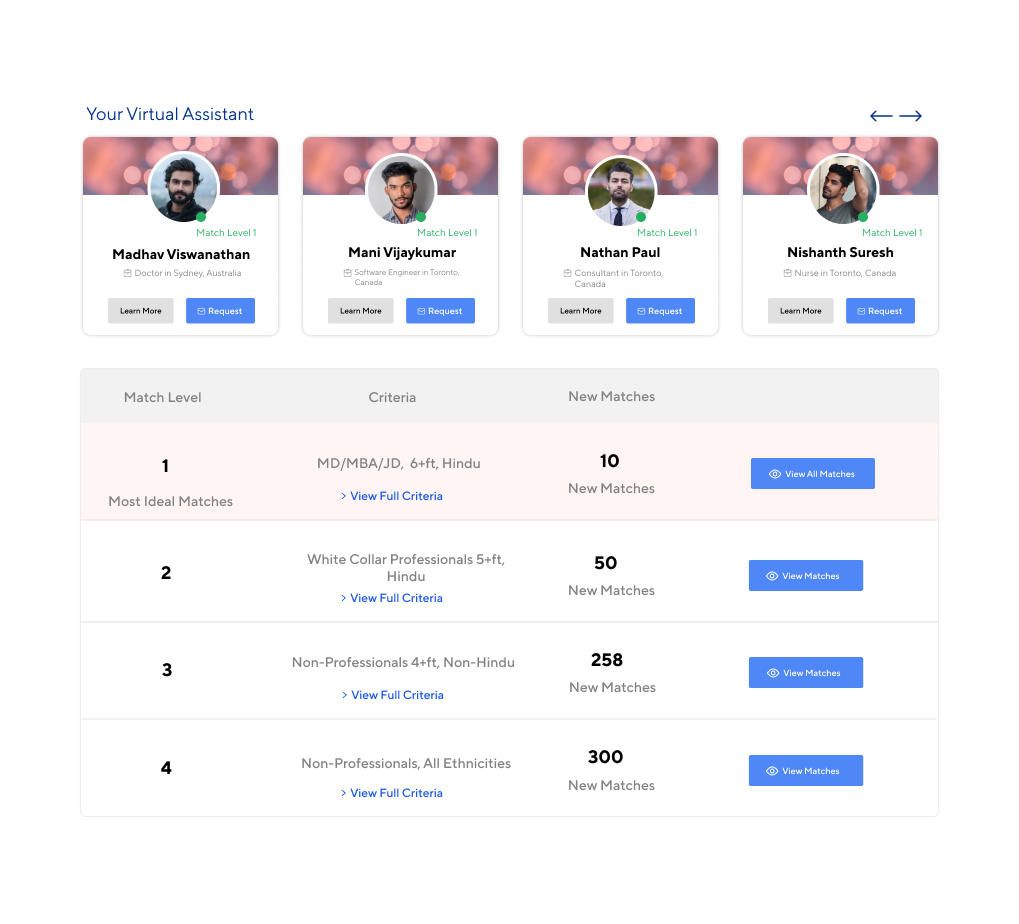 Your Virtual Assistant
Match Level 1
Madhav Viswanathan
Doctor in Sydney, Australia
Learn More
Request
Match Level 1
Mani Vijaykumar
Software Engineer in Toronto,
Canada
Learn More
Request
Match Level 1
Nathan Paul
Consultant in Toronto,
Canada
Learn More
Request
Match Level 1
Nishanth Suresh
Nurse in Toronto, Canada
Learn More
Request
Match Level
Criteria
New Matches
1
Most Ideal Matches
MD/MBA/JD, 6+ft, Hindu
> View Full Criteria
10
New Matches
View All Matches
2
White Collar Professionals 5+ft,
Hindu
> View Full Criteria
50
New Matches
View Matches
3
Non-Professionals 4+ft, Non-Hindu
> View Full Criteria
258
New Matches
View Matches
4
Non-Professionals, All Ethnicities
> View Full Criteria
300
New Matches
View Matches